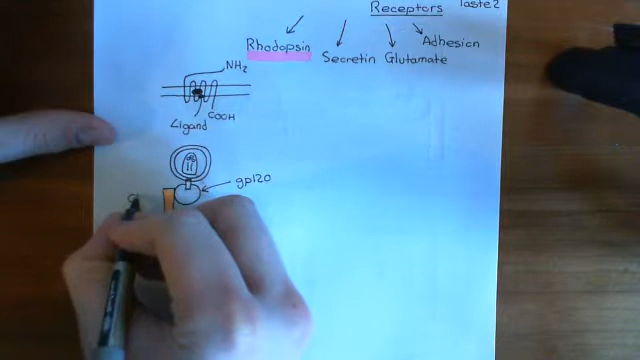 Receptors
Taste2
Rhodopsin
Secretin
Glutamate
Adhesion
NH2
COOH
Ligand
gp120